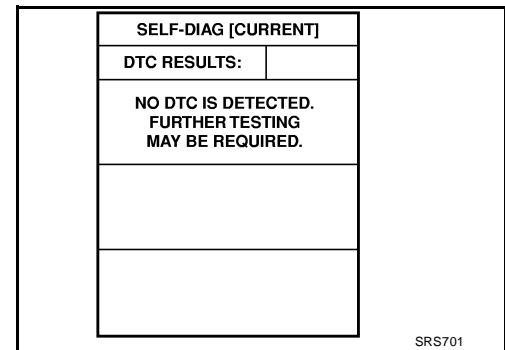 SELF-DIAG [CURRENT]
DTC RESULTS:
NO DTC IS DETECTED.
FURTHER TESTING
MAY BE REQUIRED.
SRS701